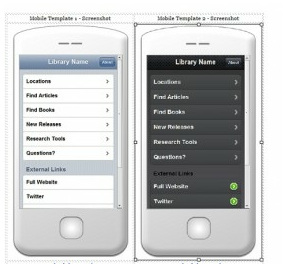 Mobile Template 1 - Screenshot
Library Name About
Locations
Find Articles
Find Books
New Releases
Research Tools
Questions?
External Links
Full Website
Twitter
Mobile Template 2 - Screenshot
Library Name About
Locations
Find Articles
Find Books
New Releases
Research Tools
Questions?
External Links
Full Website
Twitter